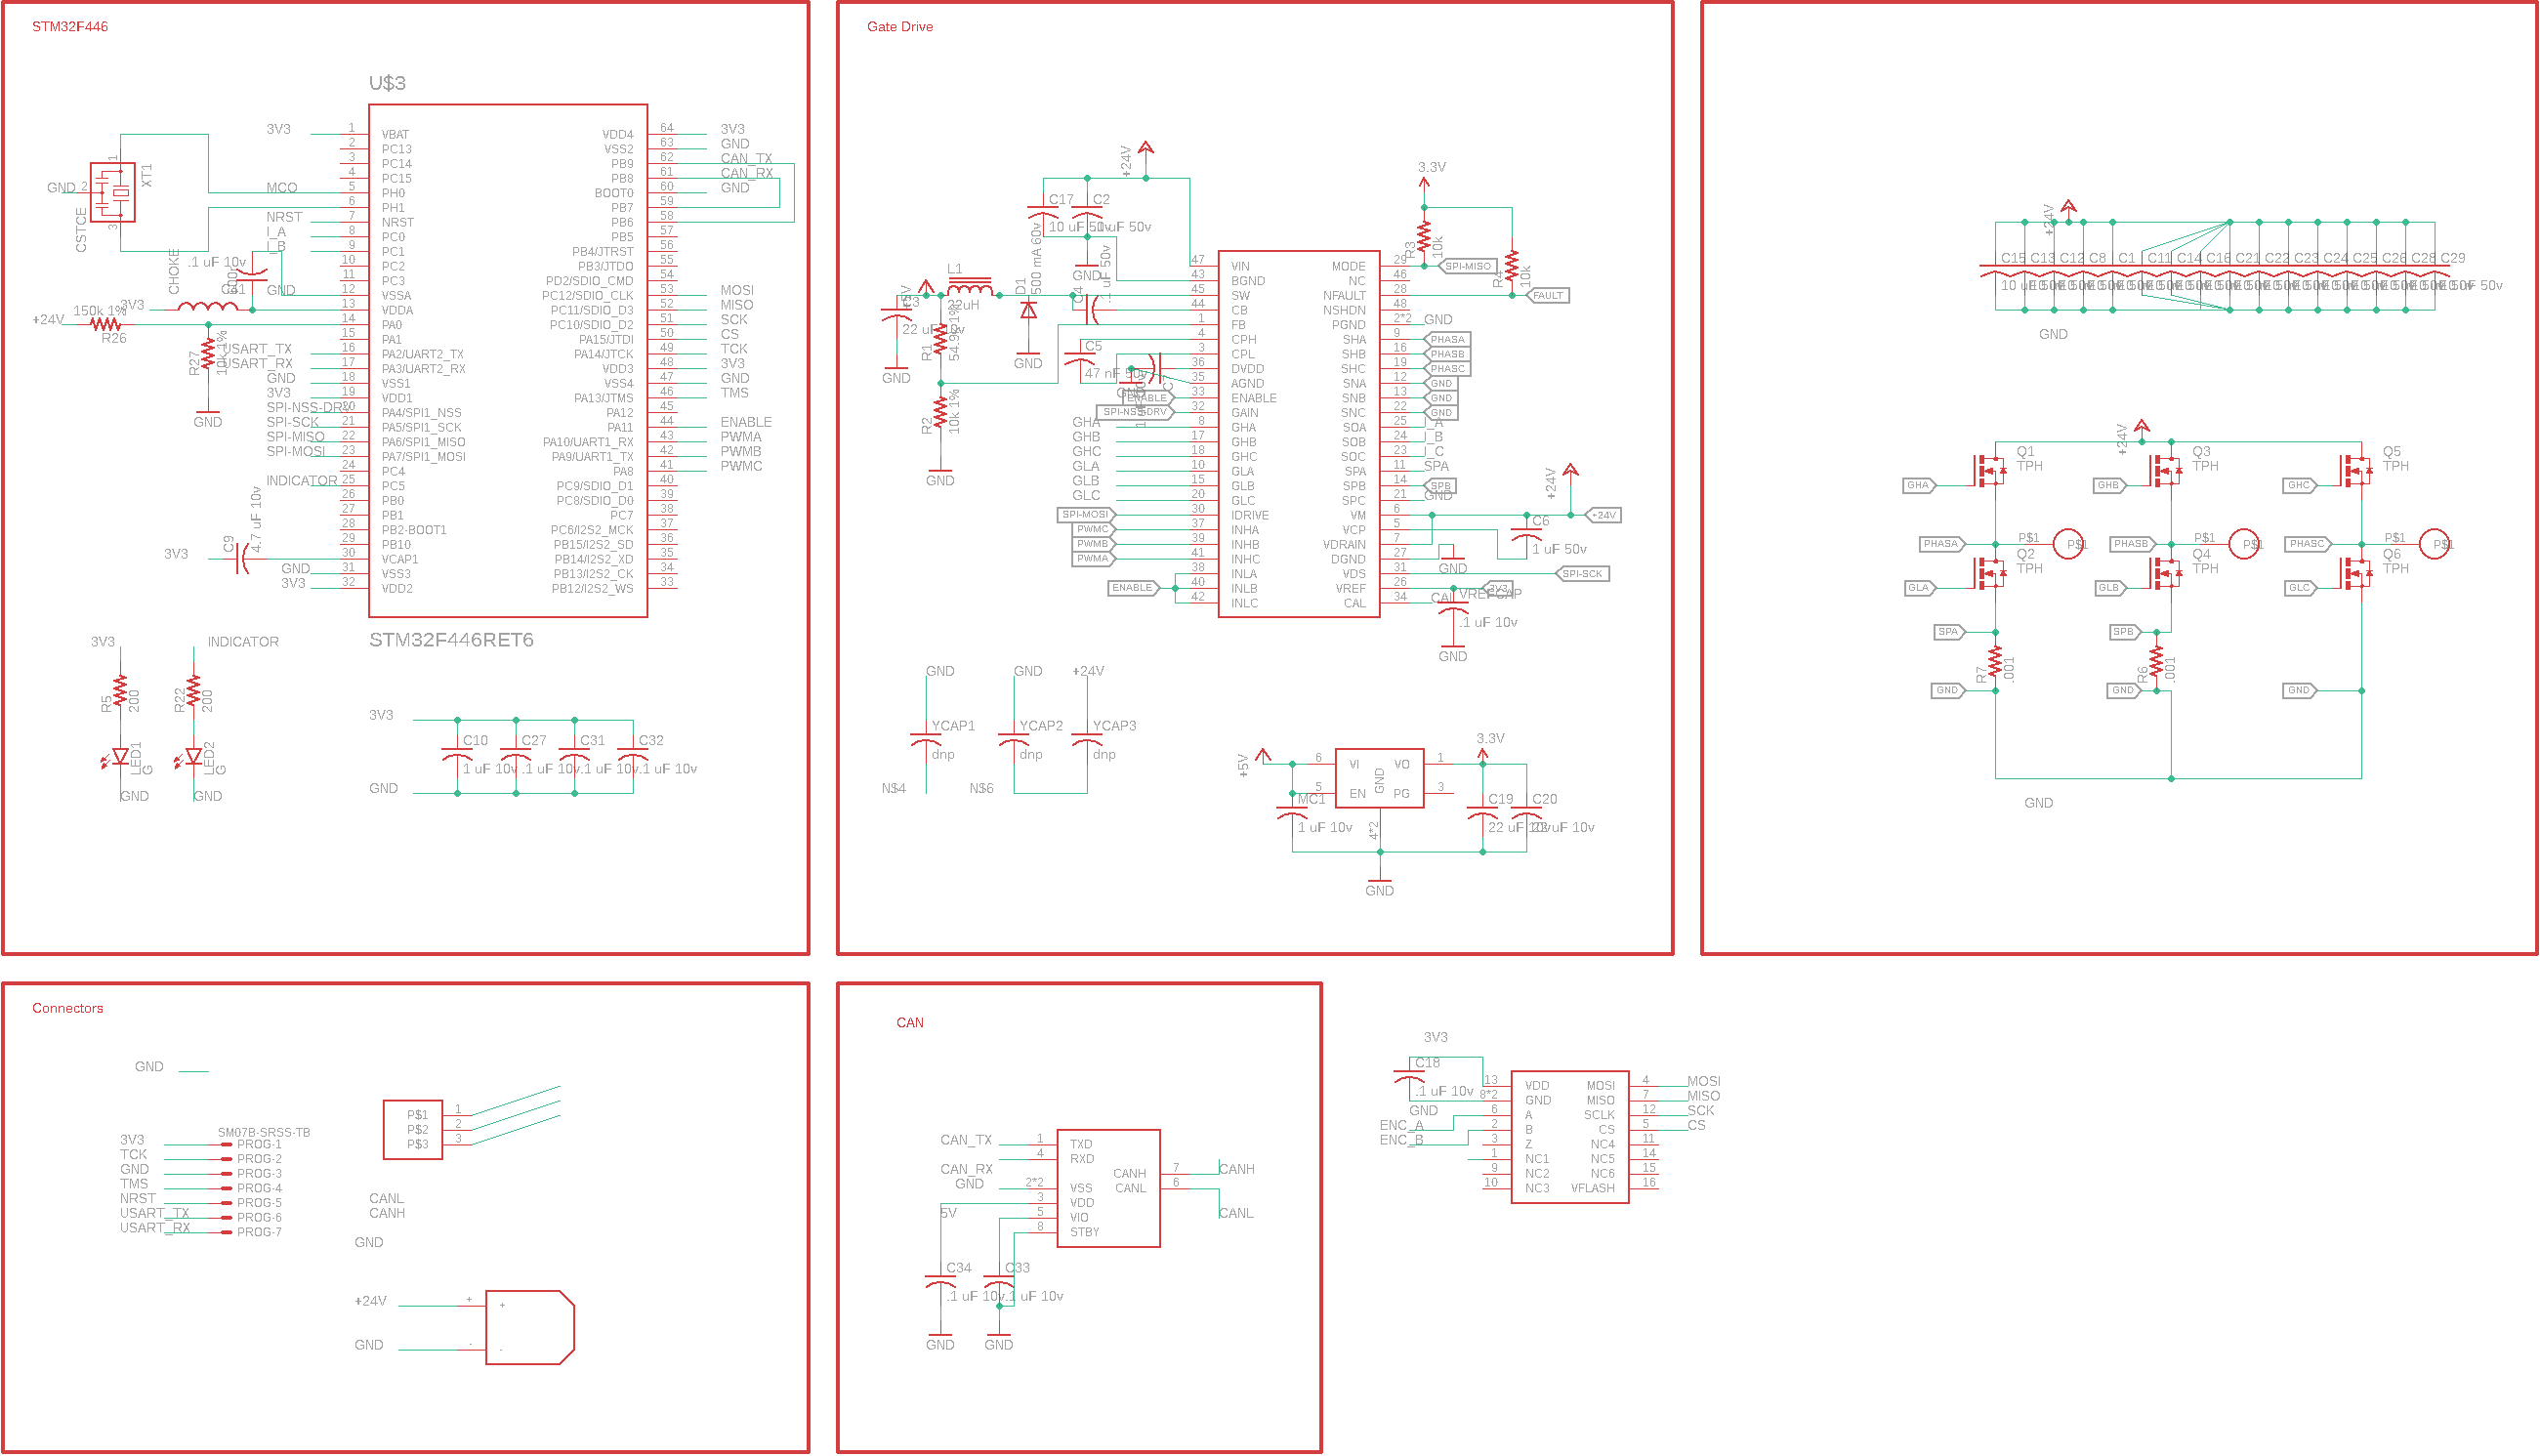 STM32F446
U$3
3V3
1
VBAT
2
PC13
3
PC14
4
PC15
MCO
5
PH0
6
PH1
NRST
7
NRST
I_A
8
PC0
I_B
9
PC1
10
PC2
11
PC3
GND
12
VSSA
3V3
13
VDDA
14
PA0
15
PA1
USART_TX
16
PA2/UART2_TX
USART_RX
17
PA3/UART2_RX
GND
18
VSS1
3V3
19
VDD1
SPI-NSS-DRV
20
PA4/SPI1_NSS
SPI-SCK
21
PA5/SPI1_SCK
SPI-MISO
22
PA6/SPI1_MISO
SPI-MOSI
23
PA7/SPI1_MOSI
24
PC4
INDICATOR
25
PC5
26
PB0
27
PB1
28
PB2-BOOT1
29
PB10
3V3
30
VCAP1
GND
31
VSS3
3V3
32
VDD2
VDD4
64
3V3
VSS2
63
GND
PB9
62
CAN_TX
PB8
61
CAN_RX
BOOT0
60
GND
PB7
59
PB6
58
PB5
57
PB4/JTRST
56
PB3/JTDO
55
PD2/SDIO_CMD
54
PC12/SDIO_CLK
53
MOSI
PC11/SDIO_D3
52
MISO
PC10/SDIO_D2
51
SCK
PA15/JTDI
50
CS
PA14/JTCK
49
TCK
VDD3
48
3V3
VSS4
47
GND
PA13/JTMS
46
TMS
PA12
45
PA11
44
ENABLE
PA10/UART1_RX
43
PWMA
PA9/UART1_TX
42
PWMB
PA8
41
PWMC
PC9/SDIO_D1
40
PC8/SDIO_D0
39
PC7
38
PC6/I2S2_MCK
37
PB15/I2S2_SD
36
PB14/I2S2_XD
35
PB13/I2S2_CK
34
PB12/I2S2_WS
33
STM32F446RET6
GND
2
1
3
XT1
CSTCE
CHOKE
.1 uF 10v
+24V
150k 1%
R26
R27
10k 1%
GND
C9
4.7 uF 10v
3V3
R5
200
LED1
G
GND
INDICATOR
R22
200
LED2
G
GND
3V3
C10
C27
C31
C32
1 uF 10v
.1 uF 10v
.1 uF 10v
.1 uF 10v
GND
Gate Drive
+24V
C17
C2
10 uF 50v
.1uF 50v
GND
L1
22uH
D1
500 mA 60v
C4
GND
R1
54.9k 1%
R2
10k 1%
GND
GND
C5
47 nF 50v
ENABLE
SPI-NSS-DRV
GHA
GHB
GHC
GLA
GLB
GLC
SPI-MOSI
PWMC
PWMB
PWMA
ENABLE
47
VIN
43
BGND
45
SW
44
CB
1
FB
4
CPH
3
CPL
36
DVDD
35
AGND
33
ENABLE
32
GAIN
8
GHA
17
GHB
18
GHC
10
GLA
15
GLB
20
GLC
30
IDRIVE
37
INHA
39
INHB
41
INHC
38
INLA
40
INLB
42
INLC
3.3V
R3
10k
R4
10k
MODE
29
SPI-MISO
NC
46
NFAULT
28
FAULT
NSHDN
48
PGND
2*2
GND
SHA
9
PHASA
SHB
16
PHASB
SHC
19
PHASC
SNA
12
GND
SNB
13
GND
SNC
22
GND
SOA
25
I_A
SOB
24
I_B
SOC
23
I_C
SPA
11
SPA
SPB
14
SPB
SPC
21
GND
VM
6
+24V
VCP
5
VDRAIN
7
DGND
27
GND
VDS
31
SPI-SCK
VREF
26
3V3
CAL
34
CAL
+24V
C6
1 uF 50v
VREFCAP
.1 uF 10v
GND
GND
GND
+24V
YCAP1
YCAP2
YCAP3
dnp
dnp
dnp
N$4
N$6
+5V
6
VI
VO
1
EN
PG
3
GND
4*2
MC1
1 uF 10v
3.3V
C19
C20
22 uF 10v
22 uF 10v
GND
+24V
C15
C13
C12
C8
C1
C11
C14
C16
C21
C22
C23
C24
C25
C26
C28
C29
GND
+24V
Q1
TPH
Q3
TPH
Q5
TPH
GHA
GHB
GHC
PHASA
P$1
P$1
PHASB
P$1
P$1
PHASC
P$1
P$1
Q2
TPH
Q4
TPH
Q6
TPH
GLA
GLB
GLC
SPA
SPB
R7
.001
R6
.001
GND
GND
GND
GND
Connectors
GND
SM07B-SRSS-TB
3V3
PROG-1
TCK
PROG-2
GND
PROG-3
TMS
PROG-4
NRST
PROG-5
USART_TX
PROG-6
USART_RX
PROG-7
P$1
1
P$2
2
P$3
3
CANL
CANH
GND
+24V
+
+
GND
-
-
CAN
CAN_TX
1
TXD
4
RXD
CAN_RX
GND
2*2
VSS
3
VDD
5V
5
VIO
8
STBY
CANH
7
CANH
CANL
6
CANL
C34
C33
.1 uF 10v
.1 uF 10v
GND
GND
3V3
C18
.1 uF 10v
GND
ENC_A
ENC_B
13
VDD
8*2
GND
6
A
2
B
3
Z
1
NC1
9
NC2
10
NC3
MOSI
4
MOSI
MISO
7
MISO
SCLK
12
SCK
CS
5
CS
NC4
11
NC5
14
NC6
15
VFLASH
16